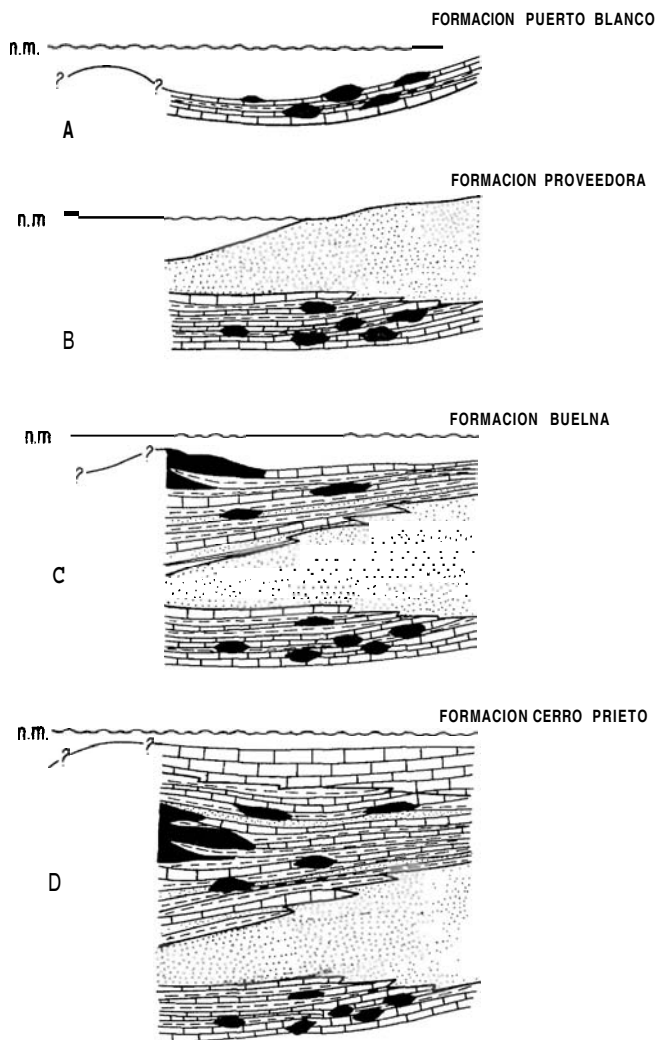 FORMACION PUERTO BLANCO
n.m.
? ?
A
FORMACION PROVEEDORA
n.m
B
FORMACION BUELNA
n.m
? ?
C
FORMACION CERRO PRIETO
n.m.
? ?
D